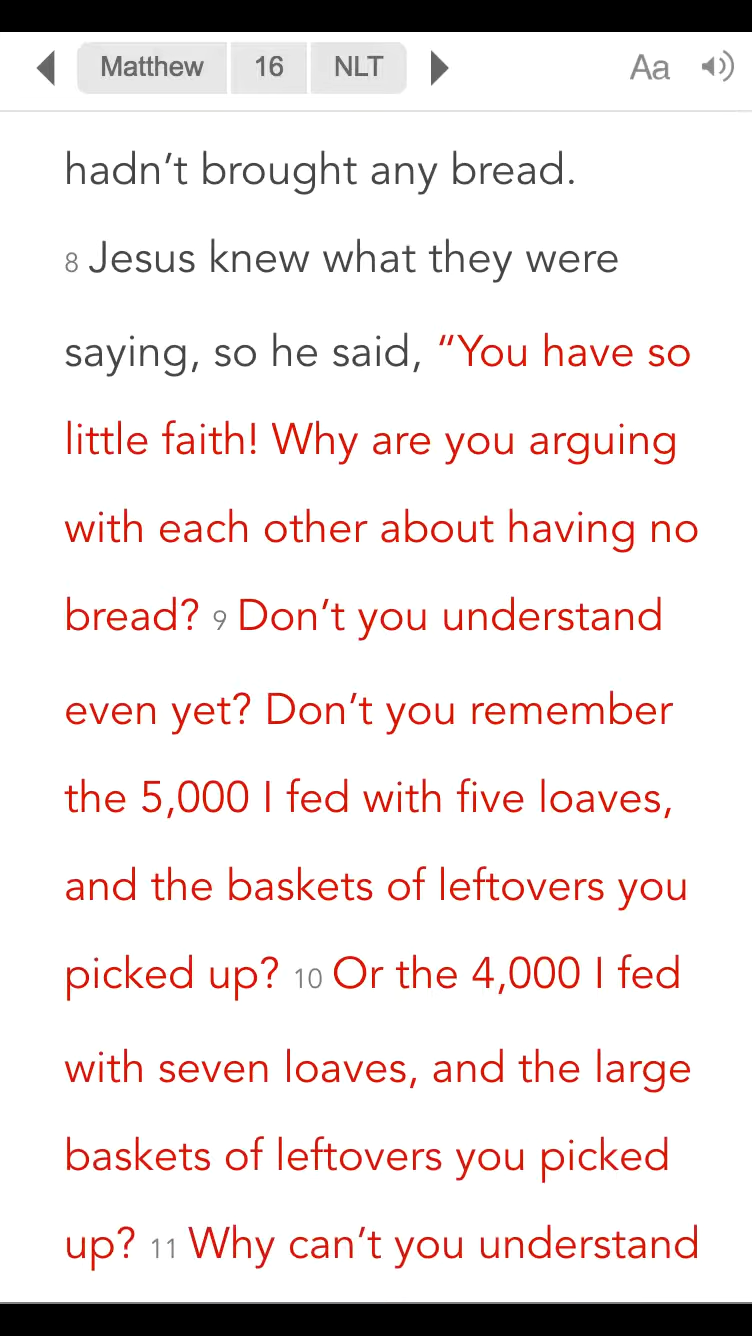 Matthew 16 NLT Aa
hadn’t brought any bread.
8 Jesus knew what they were
saying, so he said, “You have so
little faith! Why are you arguing
with each other about having no
bread? 9 Don’t you understand
even yet? Don’t you remember
the 5,000 I fed with five loaves,
and the baskets of leftovers you
picked up? 10 Or the 4,000 I fed
with seven loaves, and the large
baskets of leftovers you picked
up? 11 Why can’t you understand